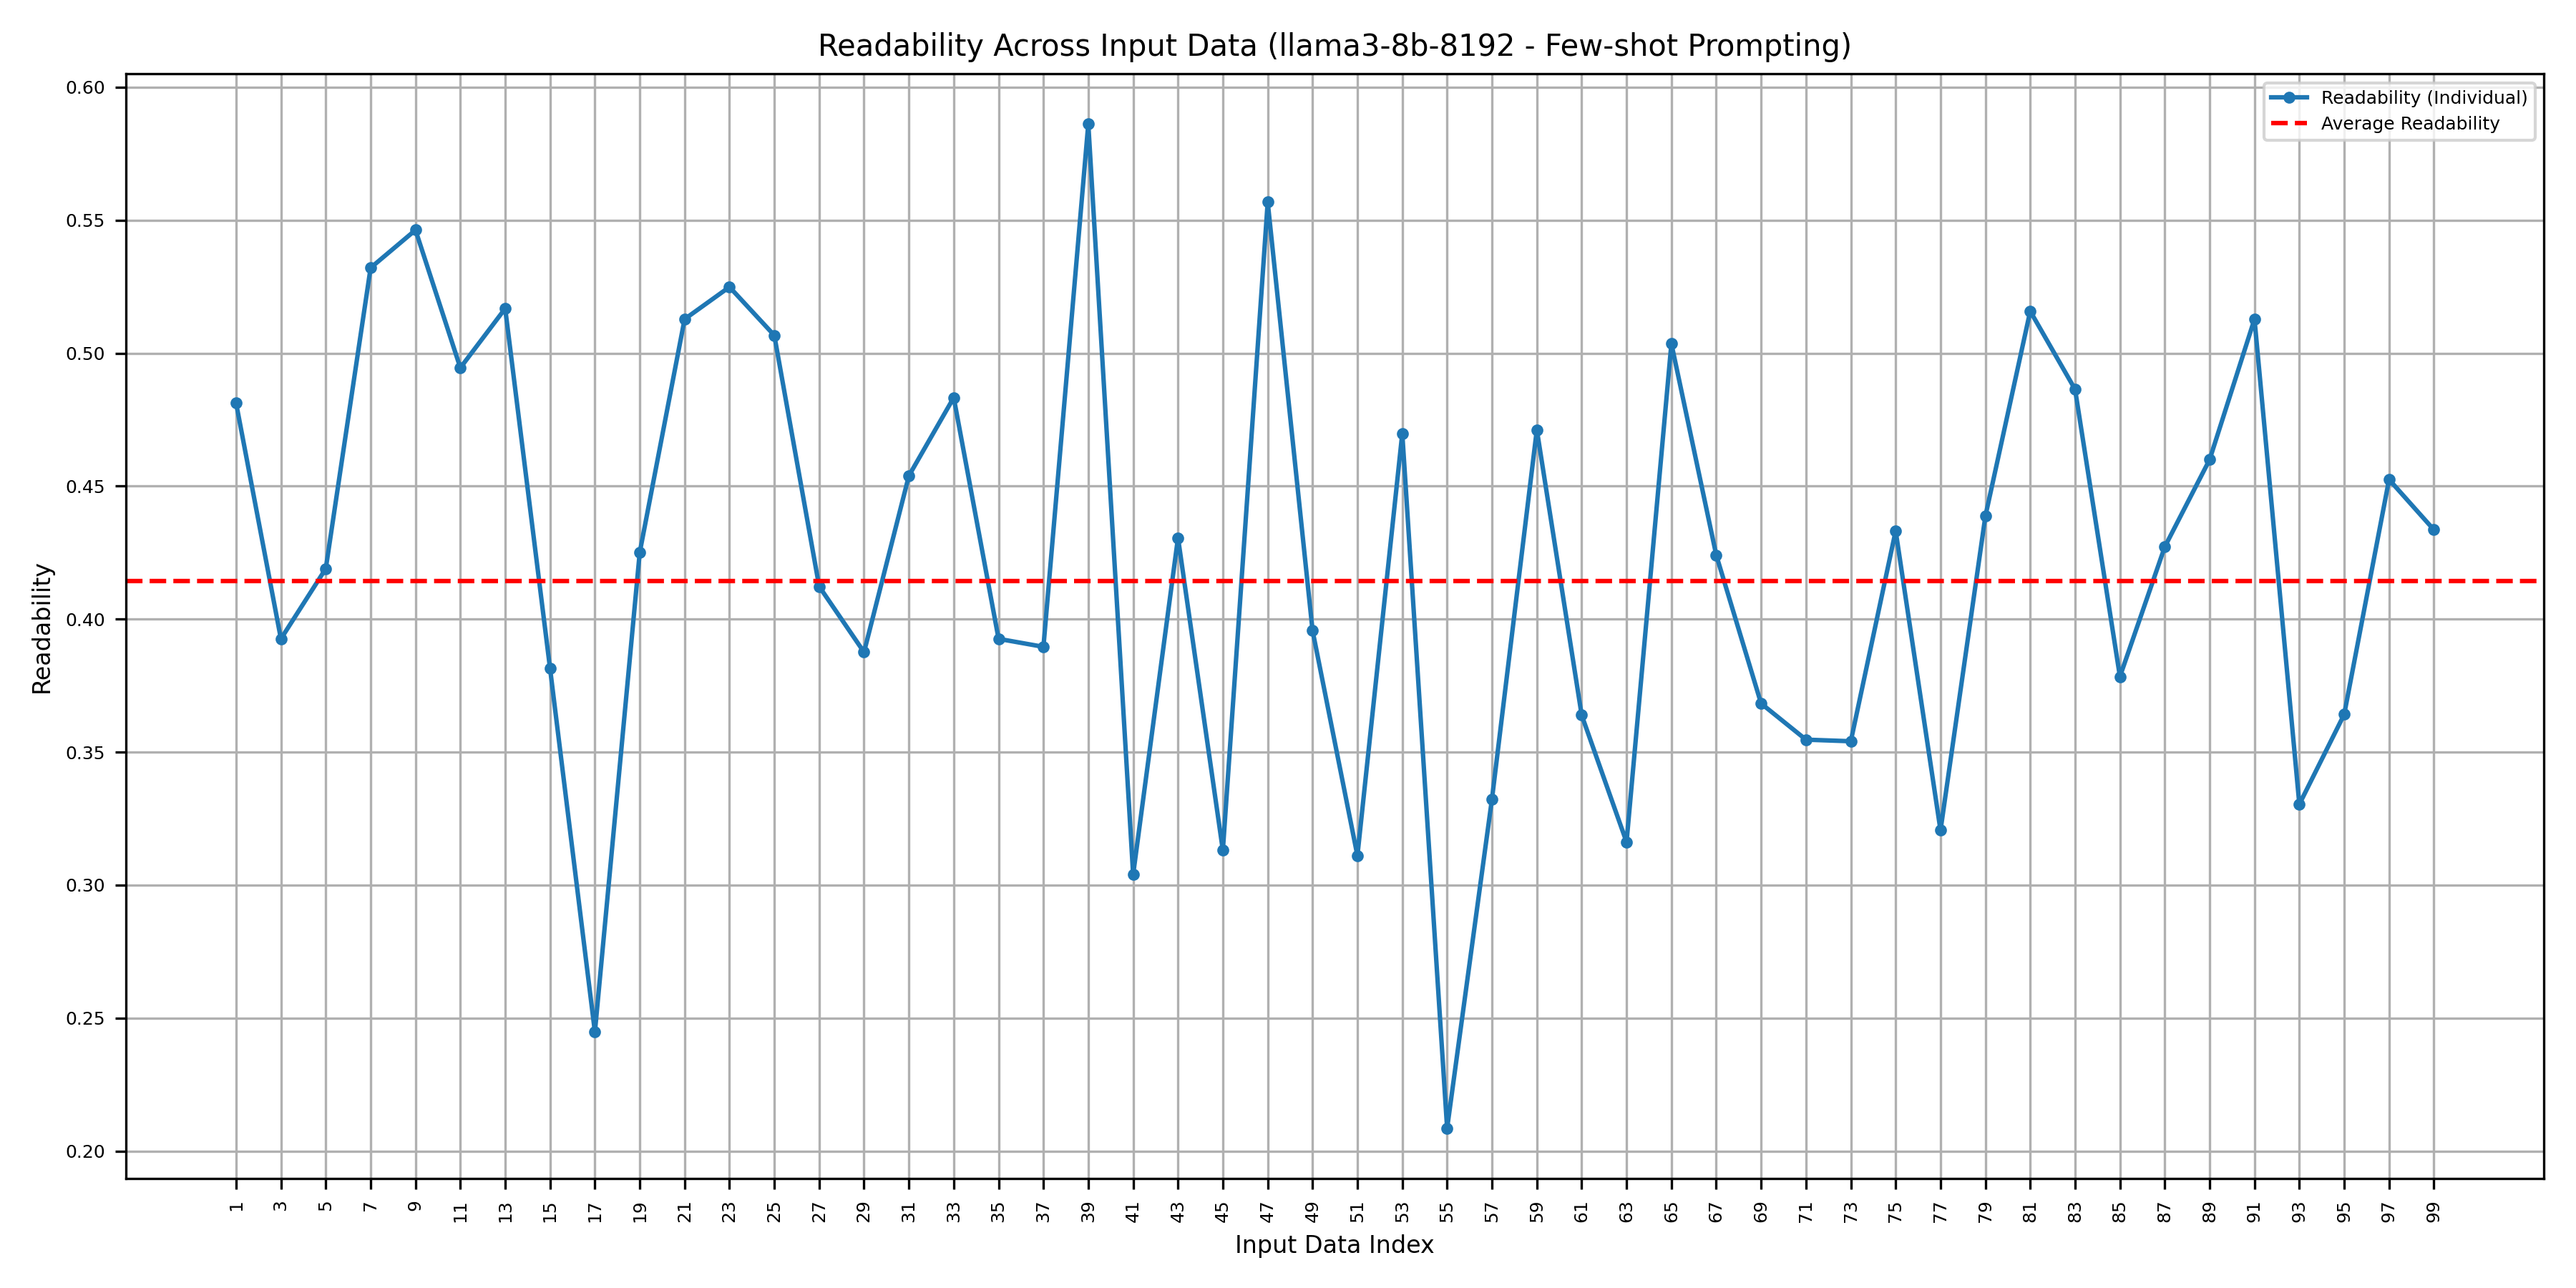 Readability Across Input Data (llama3-8b-8192 - Few-shot Prompting)
Readability (Individual)
Average Readability
0.60
0.55
0.50
0.45
0.40
0.35
0.30
0.25
0.20
Readability
1 3 5 7 9 11 13 15 17 19 21 23 25 27 29 31 33 35 37 39 41 43 45 47 49 51 53 55 57 59 61 63 65 67 69 71 73 75 77 79 81 83 85 87 89 91 93 95 97 99
Input Data Index